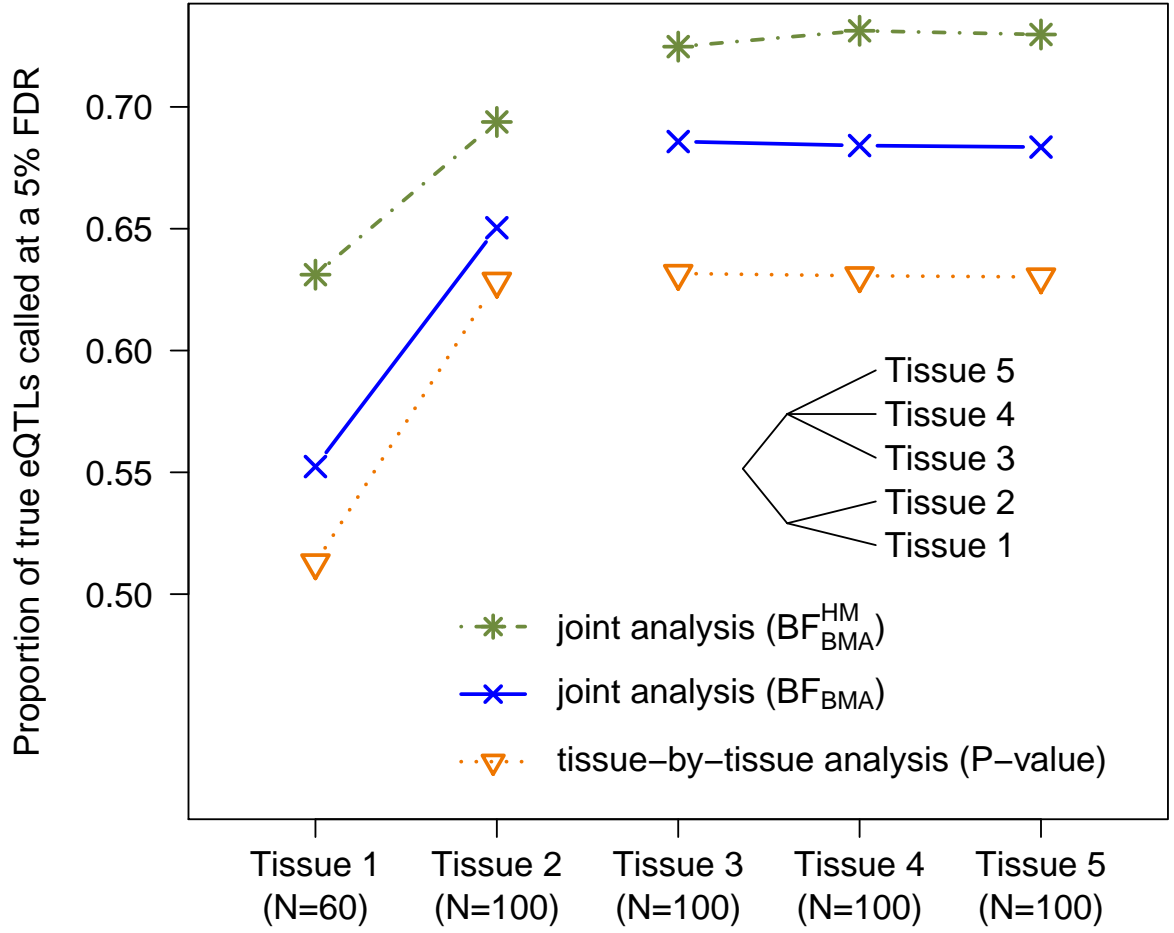 Proportion of true eQTLs called at a 5% FDR
0.70
0.65
0.60
0.55
0.50
Tissue 5
Tissue 4
Tissue 3
Tissue 2
Tissue 1
joint analysis (BF^HM_BMA)
joint analysis (BF_BMA)
tissue−by−tissue analysis (P−value)
Tissue 1 Tissue 2 Tissue 3 Tissue 4 Tissue 5
(N=60) (N=100) (N=100) (N=100) (N=100)